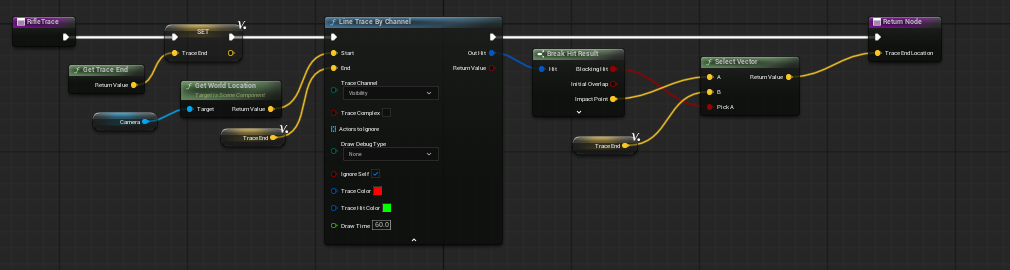 RifleTrace
SET
Trace End
Get Trace End
Return Value
Get World Location
Target is Scene Component
Target
Return Value
Camera
Trace End
Line Trace By Channel
Out Hit
Return Value
Start
End
Trace Channel
Visibility
Trace Complex
Actors to Ignore
Draw Debug Type
None
Ignore Self
Trace Color
Trace Hit Color
Draw Time
60.0
Break Hit Result
Hit
Blocking Hit
Initial Overlap
Impact Point
Trace End
Select Vector
A
Return Value
B
Pick A
Return Node
Trace End Location